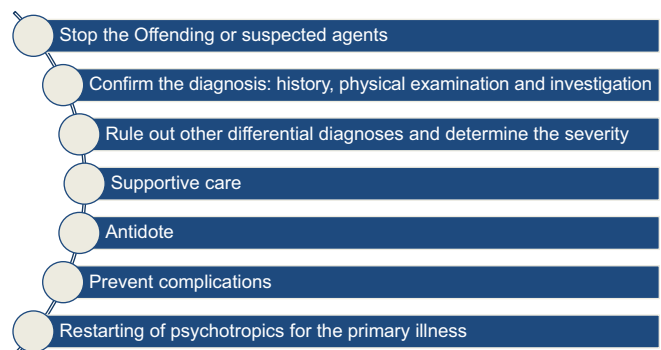 Stop the Offending or suspected agents
Confirm the diagnosis: history, physical examination and investigation
Rule out other differential diagnoses and determine the severity
Supportive care
Antidote
Prevent complications
Restarting of psychotropics for the primary illness